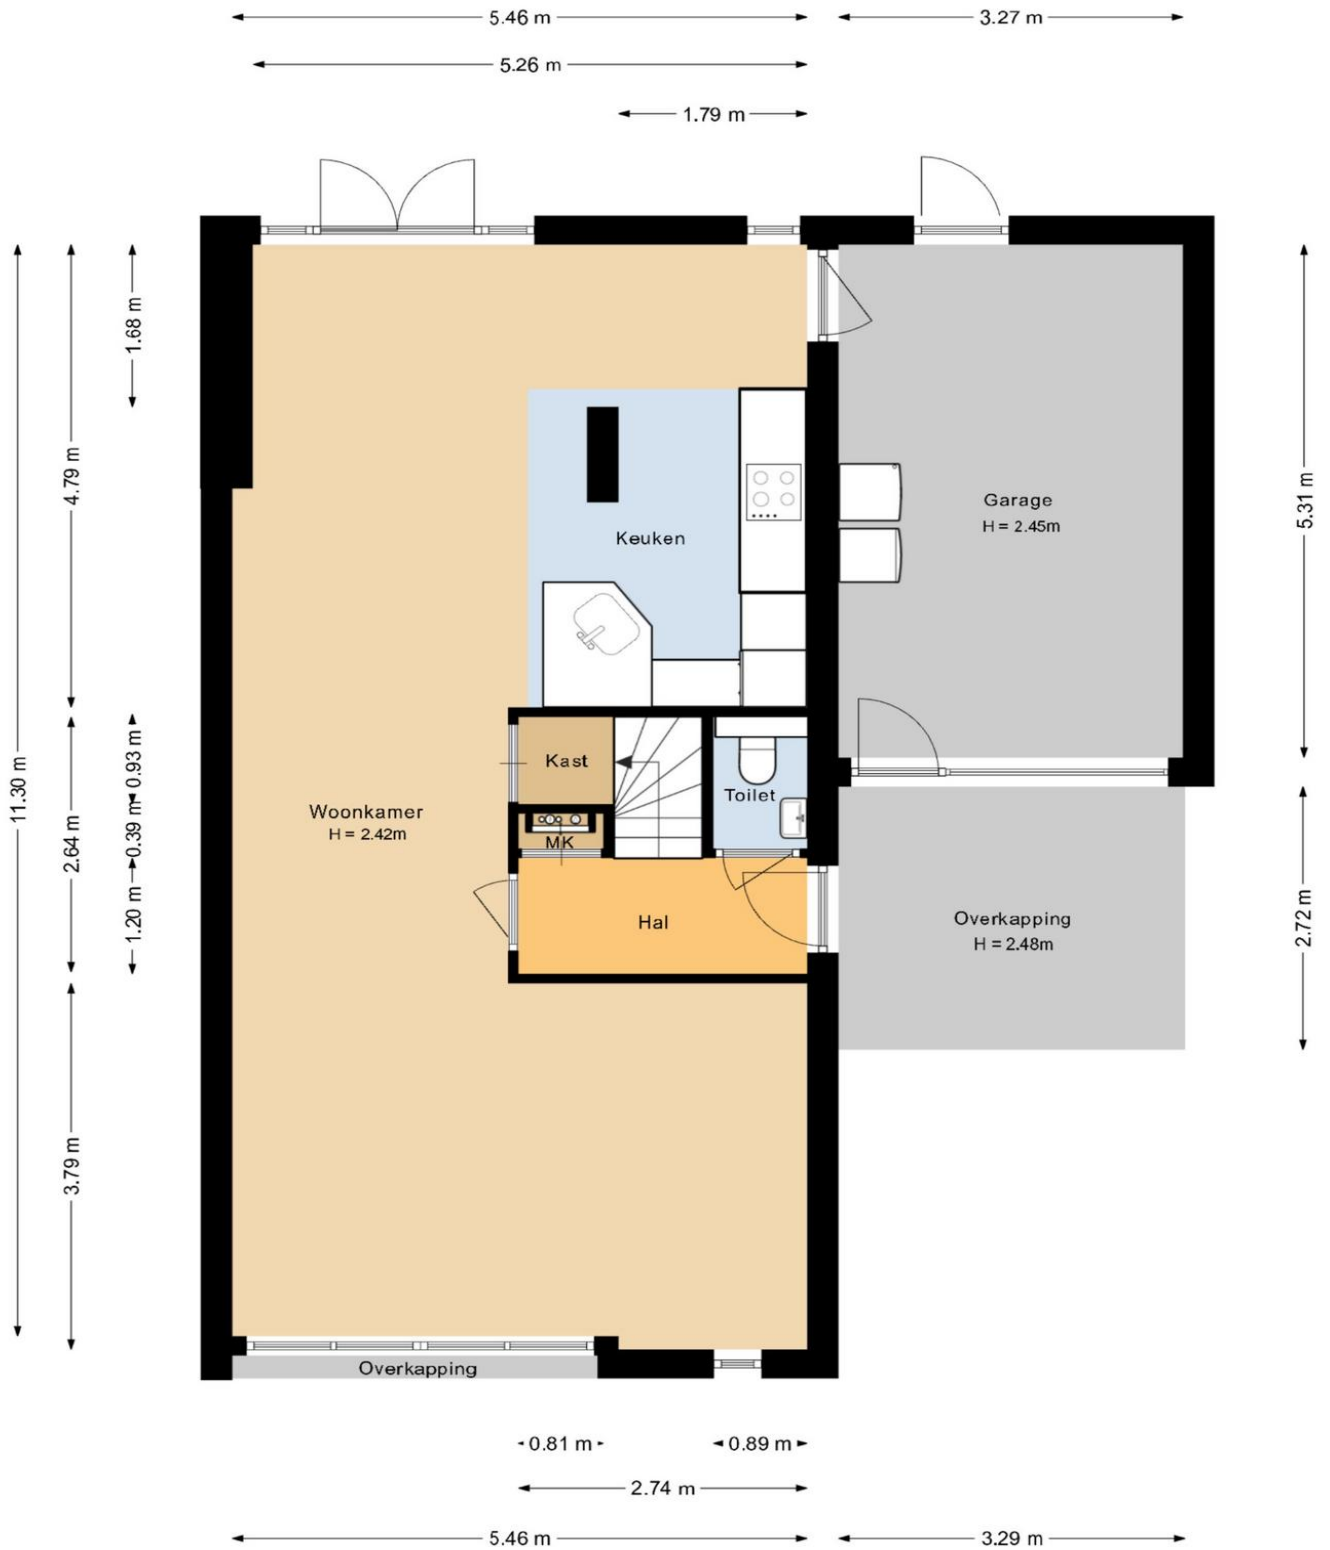 5.46 m
3.27 m
5.26 m
1.79 m
1.68 m
4.79 m
Garage
H = 2.45m
5.31 m
Keuken
0.93 m
Kast
11.30 m
Toilet
Woonkamer
H = 2.42m
0.39 m
2.64 m
MK
1.20 m
Hal
Overkapping
H = 2.48m
2.72 m
3.79 m
Overkapping
0.81 m
0.89 m
2.74 m
5.46 m
3.29 m